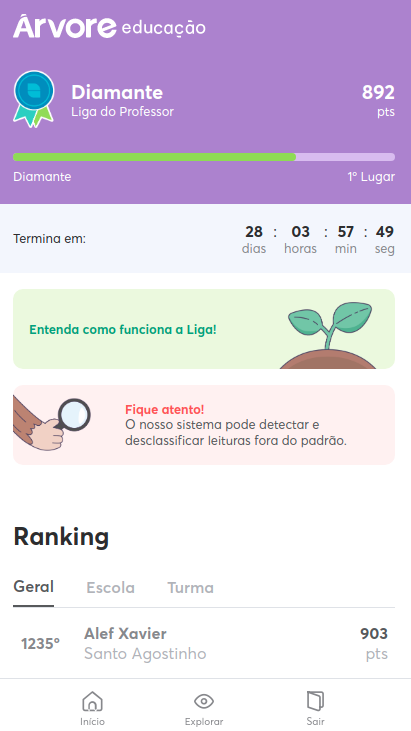 Árvore educação
Diamante
892
Liga do Professor
pts
Diamante
1º Lugar
Termina em:
28 : 03 : 57 : 49
dias horas min seg
Entenda como funciona a Liga!
Fique atento!
O nosso sistema pode detectar e
desclassificar leituras fora do padrão.
Ranking
Geral Escola Turma
1235º
Alef Xavier
903
Santo Agostinho
pts
Início Explorar Sair